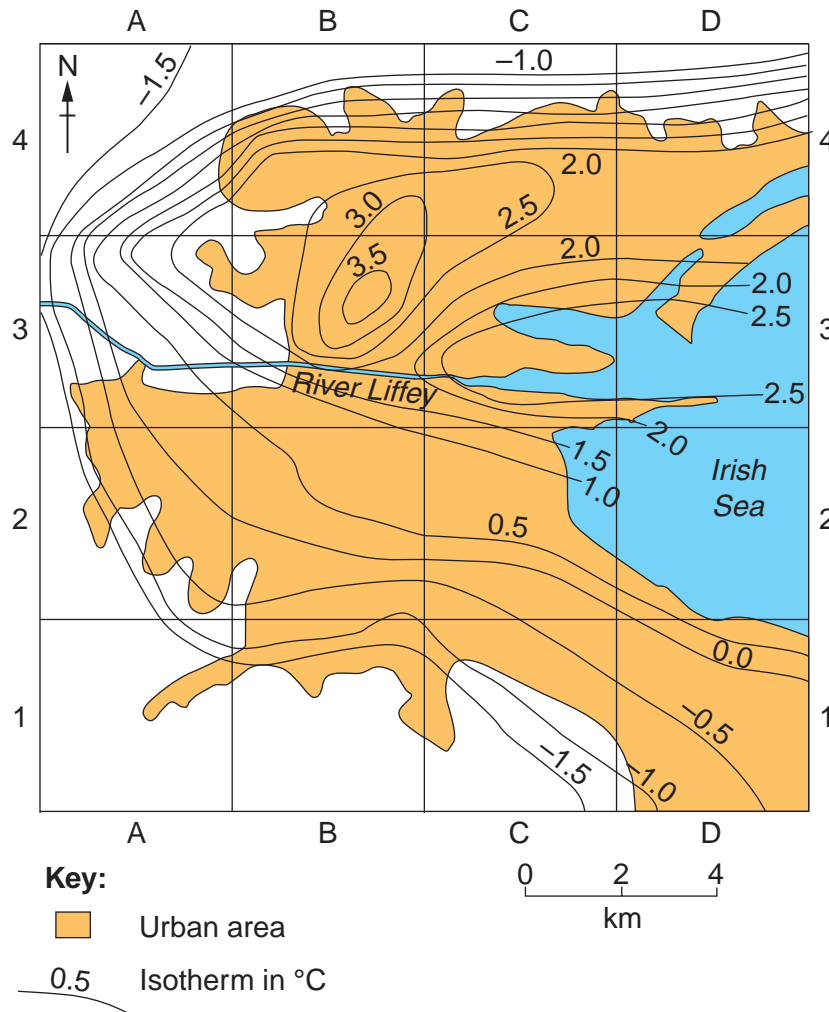 A B C D
N
–1.5
–1.0
4 4
2.0
3.0
2.5
3.5
2.0
2.0
2.5
3 3
River Liffey
2.5
2.0
1.5
1.0
Irish
Sea
2 2
0.5
0.0
–0.5
1 1
–1.5
–1.0
A B C D
Key:
Urban area
0.5 Isotherm in °C
0 2 4
km